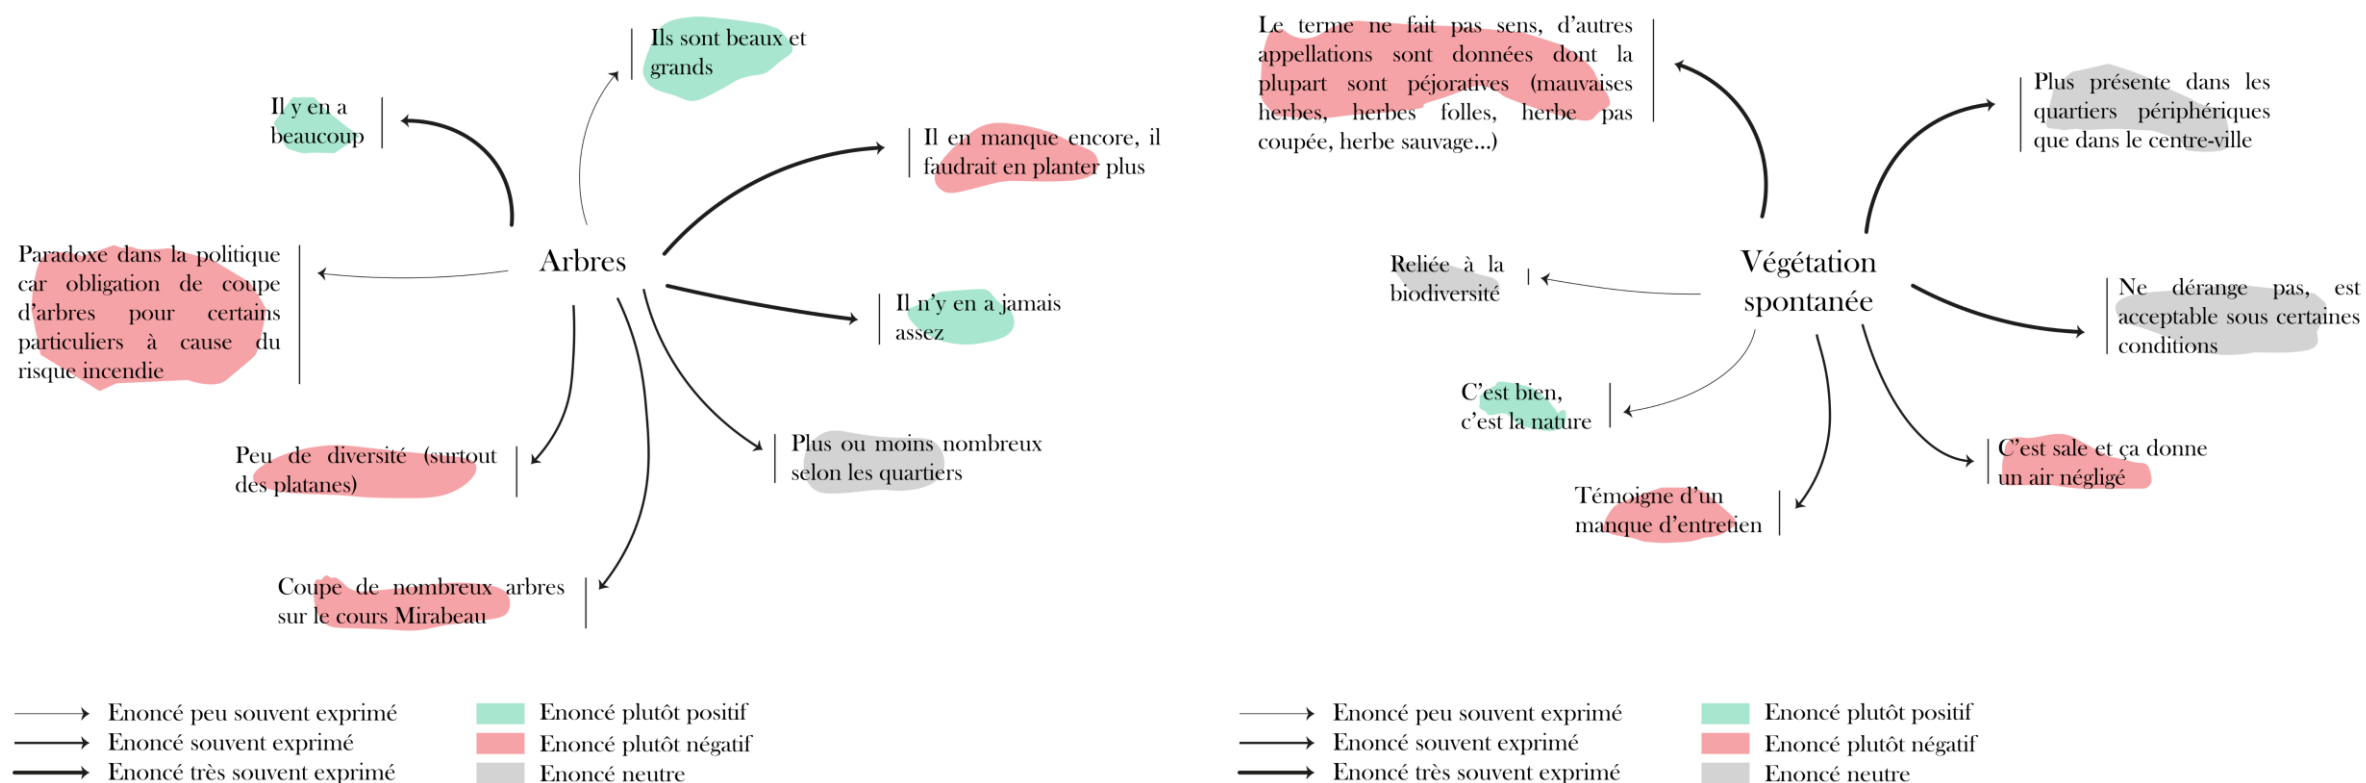 Ils sont beaux et
grands
Il y en a
beaucoup
Il en manque encore, il
faudrait en planter plus
Paradoxe dans la politique
car obligation de coupe
d'arbres pour certains
particuliers à cause du
risque incendie
Arbres
Il n'y en a jamais
assez
Peu de diversité (surtout
des platanes)
Plus ou moins nombreux
selon les quartiers
Coupe de nombreux arbres
sur le cours Mirabeau
Enoncé peu souvent exprimé
Enoncé souvent exprimé
Enoncé très souvent exprimé
Enoncé plutôt positif
Enoncé plutôt négatif
Enoncé neutre
Le terme ne fait pas sens, d'autres
appellations sont données dont la
plupart sont péjoratives (mauvaises
herbes, herbes folles, herbe pas
coupée, herbe sauvage...)
Plus présente dans les
quartiers périphériques
que dans le centre-ville
Reliée à la
biodiversité
Végétation
spontanée
Ne dérange pas, est
acceptable sous certaines
conditions
C'est bien,
c'est la nature
C'est sale et ça donne
un air négligé
Témoigne d'un
manque d'entretien
Enoncé peu souvent exprimé
Enoncé souvent exprimé
Enoncé très souvent exprimé
Enoncé plutôt positif
Enoncé plutôt négatif
Enoncé neutre